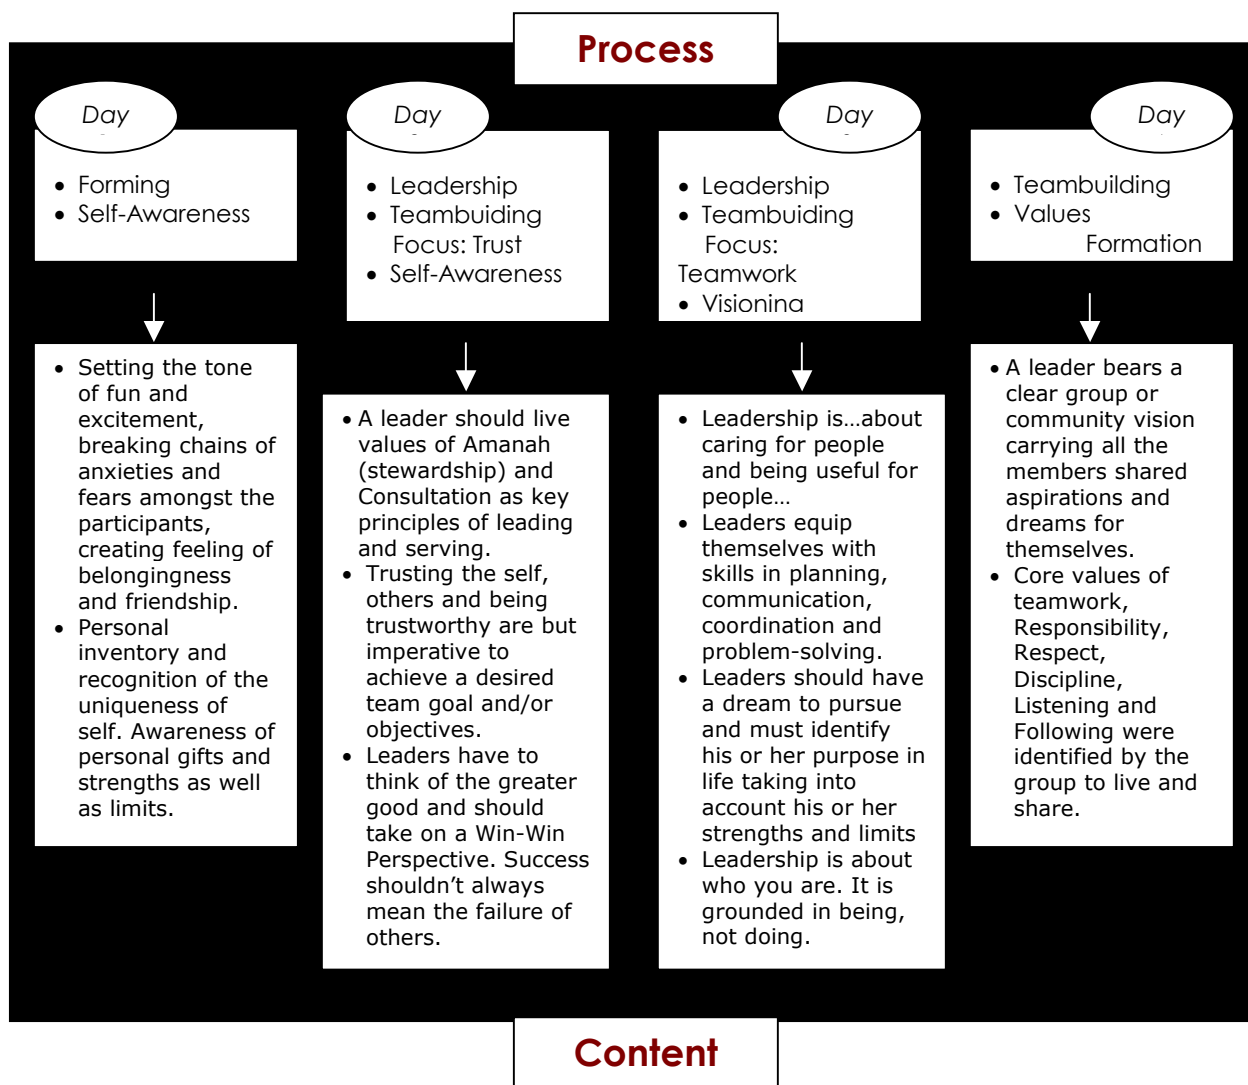 Process
Day
• Forming
• Self-Awareness
• Setting the tone
of fun and
excitement,
breaking chains of
anxieties and
fears amongst the
participants,
creating feeling of
belongingness
and friendship.
• Personal
inventory and
recognition of the
uniqueness of
self. Awareness of
personal gifts and
strengths as well
as limits.
Day
• Leadership
• Teambuiding
Focus: Trust
• Self-Awareness
• A leader should live
values of Amanah
(stewardship) and
Consultation as key
principles of leading
and serving.
• Trusting the self,
others and being
trustworthy are but
imperative to
achieve a desired
team goal and/or
objectives.
• Leaders have to
think of the greater
good and should
take on a Win-Win
Perspective. Success
shouldn’t always
mean the failure of
others.
Day
• Leadership
• Teambuiding
Focus:
Teamwork
• Visioning
• Leadership is…about
caring for people
and being useful for
people…
• Leaders equip
themselves with
skills in planning,
communication,
coordination and
problem-solving.
• Leaders should have
a dream to pursue
and must identify
his or her purpose in
life taking into
account his or her
strengths and limits
• Leadership is about
who you are. It is
grounded in being,
not doing.
Day
• Teambuilding
• Values
Formation
• A leader bears a
clear group or
community vision
carrying all the
members shared
aspirations and
dreams for
themselves.
• Core values of
teamwork,
Responsibility,
Respect,
Discipline,
Listening and
Following were
identified by the
group to live and
share.
Content